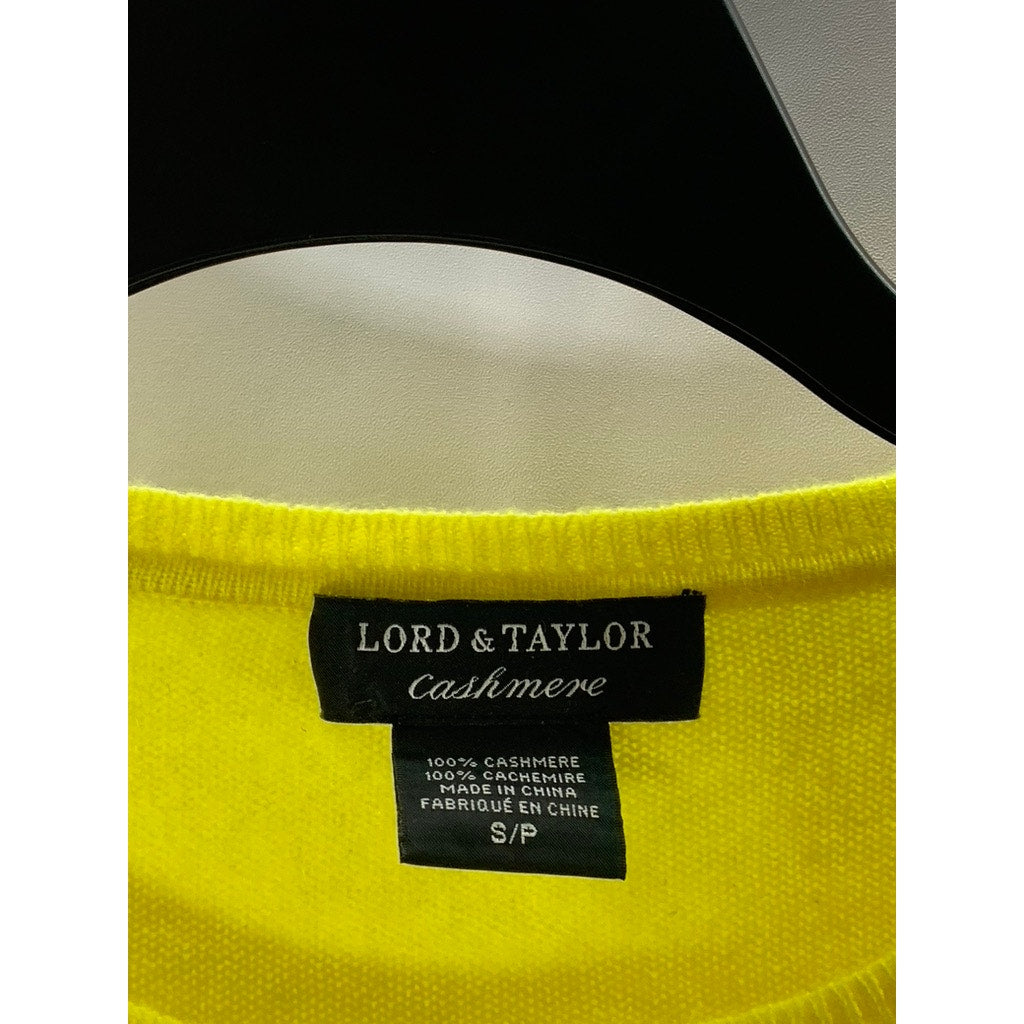 LORD & TAYLOR
cashmere
100% CASHMERE
100% CACHEMIRE
MADE IN CHINA
FABRIQUÉ EN CHINE
S/P